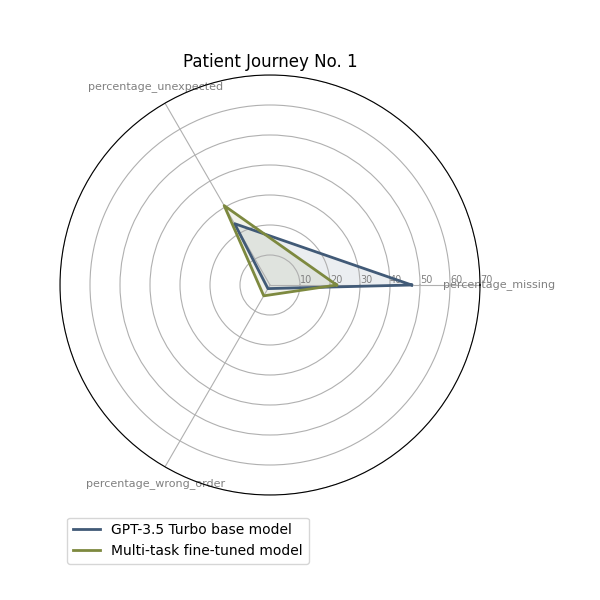 Patient Journey No. 1
percentage_unexpected
10 20 30 40 50 60 70
percentage_missing
percentage_wrong_order
GPT-3.5 Turbo base model
Multi-task fine-tuned model